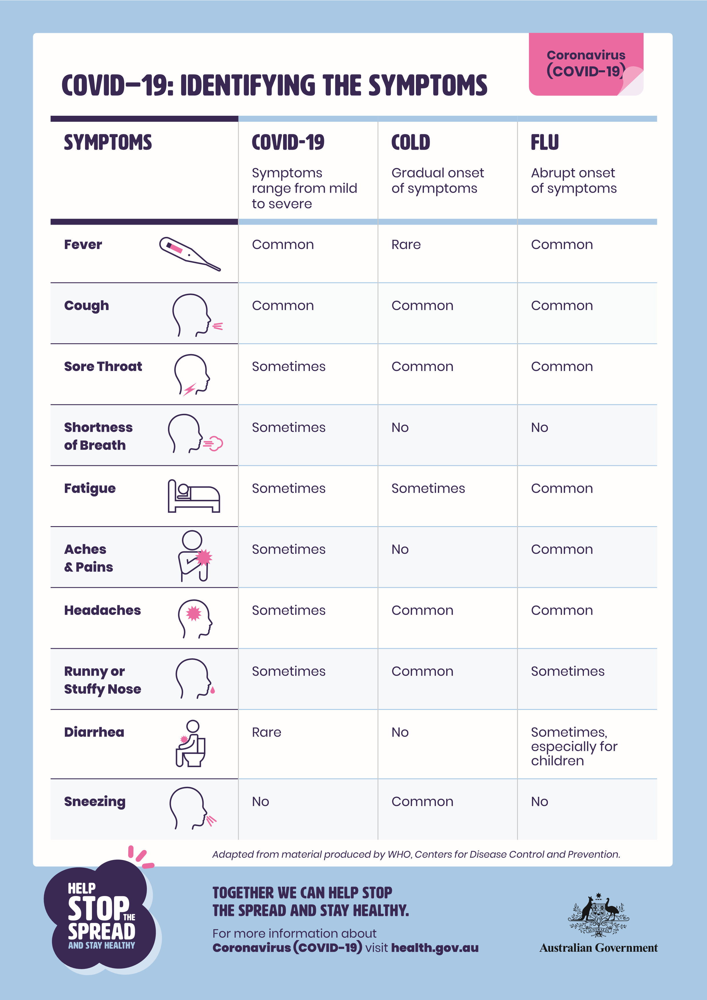 Coronavirus
(COVID-19)
COVID–19: IDENTIFYING THE SYMPTOMS
SYMPTOMS
COVID-19
Symptoms
range from mild
to severe
COLD
Gradual onset
of symptoms
FLU
Abrupt onset
of symptoms
Fever Common Rare Common
Cough Common Common Common
Sore Throat Sometimes Common Common
Shortness
of Breath
Sometimes No No
Fatigue Sometimes Sometimes Common
Aches
& Pains
Sometimes No Common
Headaches Sometimes Common Common
Runny or
Stuffy Nose
Sometimes Common Sometimes
Diarrhea Rare No Sometimes,
especially for
children
Sneezing No Common No
Adapted from material produced by WHO, Centers for Disease Control and Prevention.
HELP
STOP THE
SPREAD
AND STAY HEALTHY
TOGETHER WE CAN HELP STOP
THE SPREAD AND STAY HEALTHY.
For more information about
Coronavirus (COVID-19) visit health.gov.au
AUSTRALIA
Australian Government